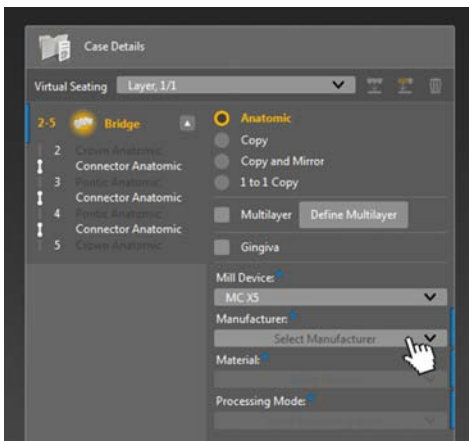 Case Details
Virtual Seating Layer, 1/1
2-5 Bridge
2 Crown Anatomic
Connector Anatomic
3 Pontic Anatomic
Connector Anatomic
4 Pontic Anatomic
Connector Anatomic
5 Crown Anatomic
Anatomic
Copy
Copy and Mirror
1 to 1 Copy
Multilayer Define Multilayer
Gingiva
Mill Device:*
MC X5
Manufacturer:*
Select Manufacturer
Material:*
Processing Mode:*